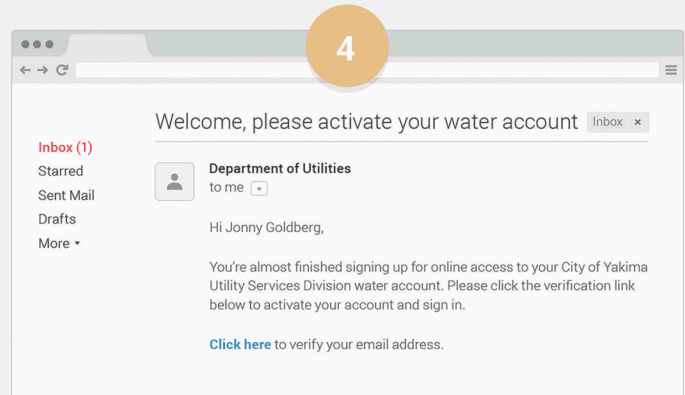 4
Welcome, please activate your water account
Inbox ×
Inbox (1)
Starred
Sent Mail
Drafts
More
Department of Utilities
to me
Hi Jonny Goldberg,
You're almost finished signing up for online access to your City of Yakima
Utility Services Division water account. Please click the verification link
below to activate your account and sign in.
Click here to verify your email address.